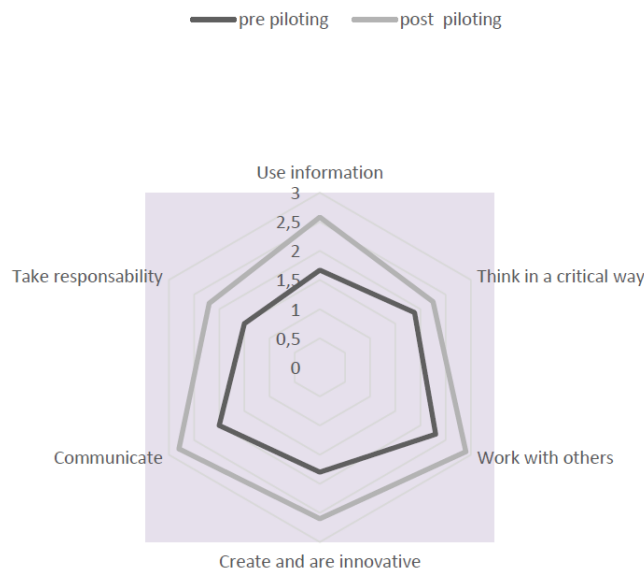 pre piloting
post piloting
Use information
3
2,5
2
1,5
1
0,5
0
Take responsability
Think in a critical way
Communicate
Work with others
Create and are innovative